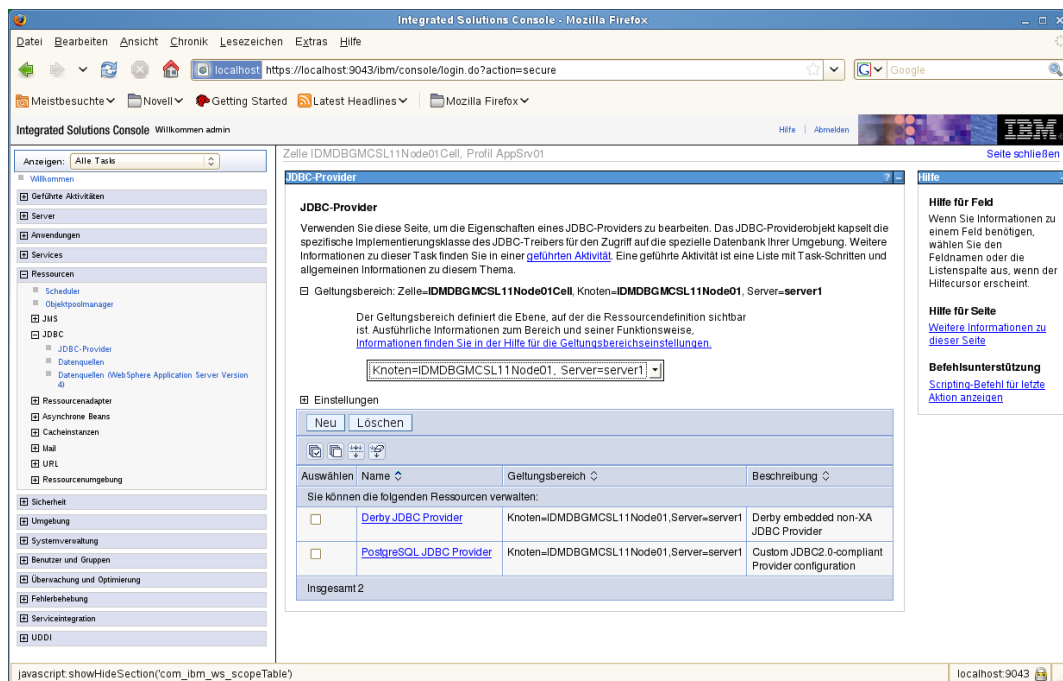 Integrated Solutions Console - Mozilla Firefox
Datei Bearbeiten Ansicht Chronik Lesezeichen Extras Hilfe
localhost https://localhost:9043/ibm/console/login.do?action=secure
G Google
Meistbesuchte Novell Getting Started Latest Headlines Mozilla Firefox
Integrated Solutions Console Willkommen admin
Hilfe | Abmelden
IBM
Anzeigen: Alle Tasks
Willkommen
Geführte Aktivitäten
Server
Anwendungen
Services
Ressourcen
Scheduler
Objektpoolmanager
JMS
JDBC
JDBC-Provider
Datenquellen
Datenquellen (WebSphere Application Server Version
4)
Ressourcenadapter
Asynchrone Beans
Cacheinstanzen
Mail
URL
Ressourcenumgebung
Sicherheit
Umgebung
Systemverwaltung
Benutzer und Gruppen
Überwachung und Optimierung
Fehlerbehebung
Serviceintegration
UDDI
Zelle IDMDBGMCSL11Node01Cell, Profil AppSrv01
Seite schließen
JDBC-Provider ? -
JDBC-Provider
Verwenden Sie diese Seite, um die Eigenschaften eines JDBC-Providers zu bearbeiten. Das JDBC-Providerobjekt kapselt die
spezifische Implementierungsklasse des JDBC-Treibers für den Zugriff auf die spezielle Datenbank Ihrer Umgebung. Weitere
Informationen zu dieser Task finden Sie in einer geführten Aktivität. Eine geführte Aktivität ist eine Liste mit Task-Schritten und
allgemeinen Informationen zu diesem Thema.
Geltungsbereich: Zelle=IDMDBGMCSL11Node01Cell, Knoten=IDMDBGMCSL11Node01, Server=server1
Der Geltungsbereich definiert die Ebene, auf der die Ressourcendefinition sichtbar
ist. Ausführliche Informationen zum Bereich und seiner Funktionsweise,
Informationen finden Sie in der Hilfe für die Geltungsbereichseinstellungen.
Knoten=IDMDBGMCSL11Node01, Server=server1
Einstellungen
Neu Löschen
Auswählen Name Geltungsbereich Beschreibung
Sie können die folgenden Ressourcen verwalten:
Derby JDBC Provider Knoten=IDMDBGMCSL11Node01,Server=server1 Derby embedded non-XA
JDBC Provider
PostgreSQL JDBC Provider Knoten=IDMDBGMCSL11Node01,Server=server1 Custom JDBC2.0-compliant
Provider configuration
Insgesamt 2
Hilfe
Hilfe für Feld
Wenn Sie Informationen zu
einem Feld benötigen,
wählen Sie den
Feldnamen oder die
Listenspalte aus, wenn der
Hilfecursor erscheint.
Hilfe für Seite
Weitere Informationen zu
dieser Seite
Befehlsunterstützung
Scripting-Befehl für letzte
Aktion anzeigen
javascript:showHideSection('com_ibm_ws_scopeTable')
localhost:9043